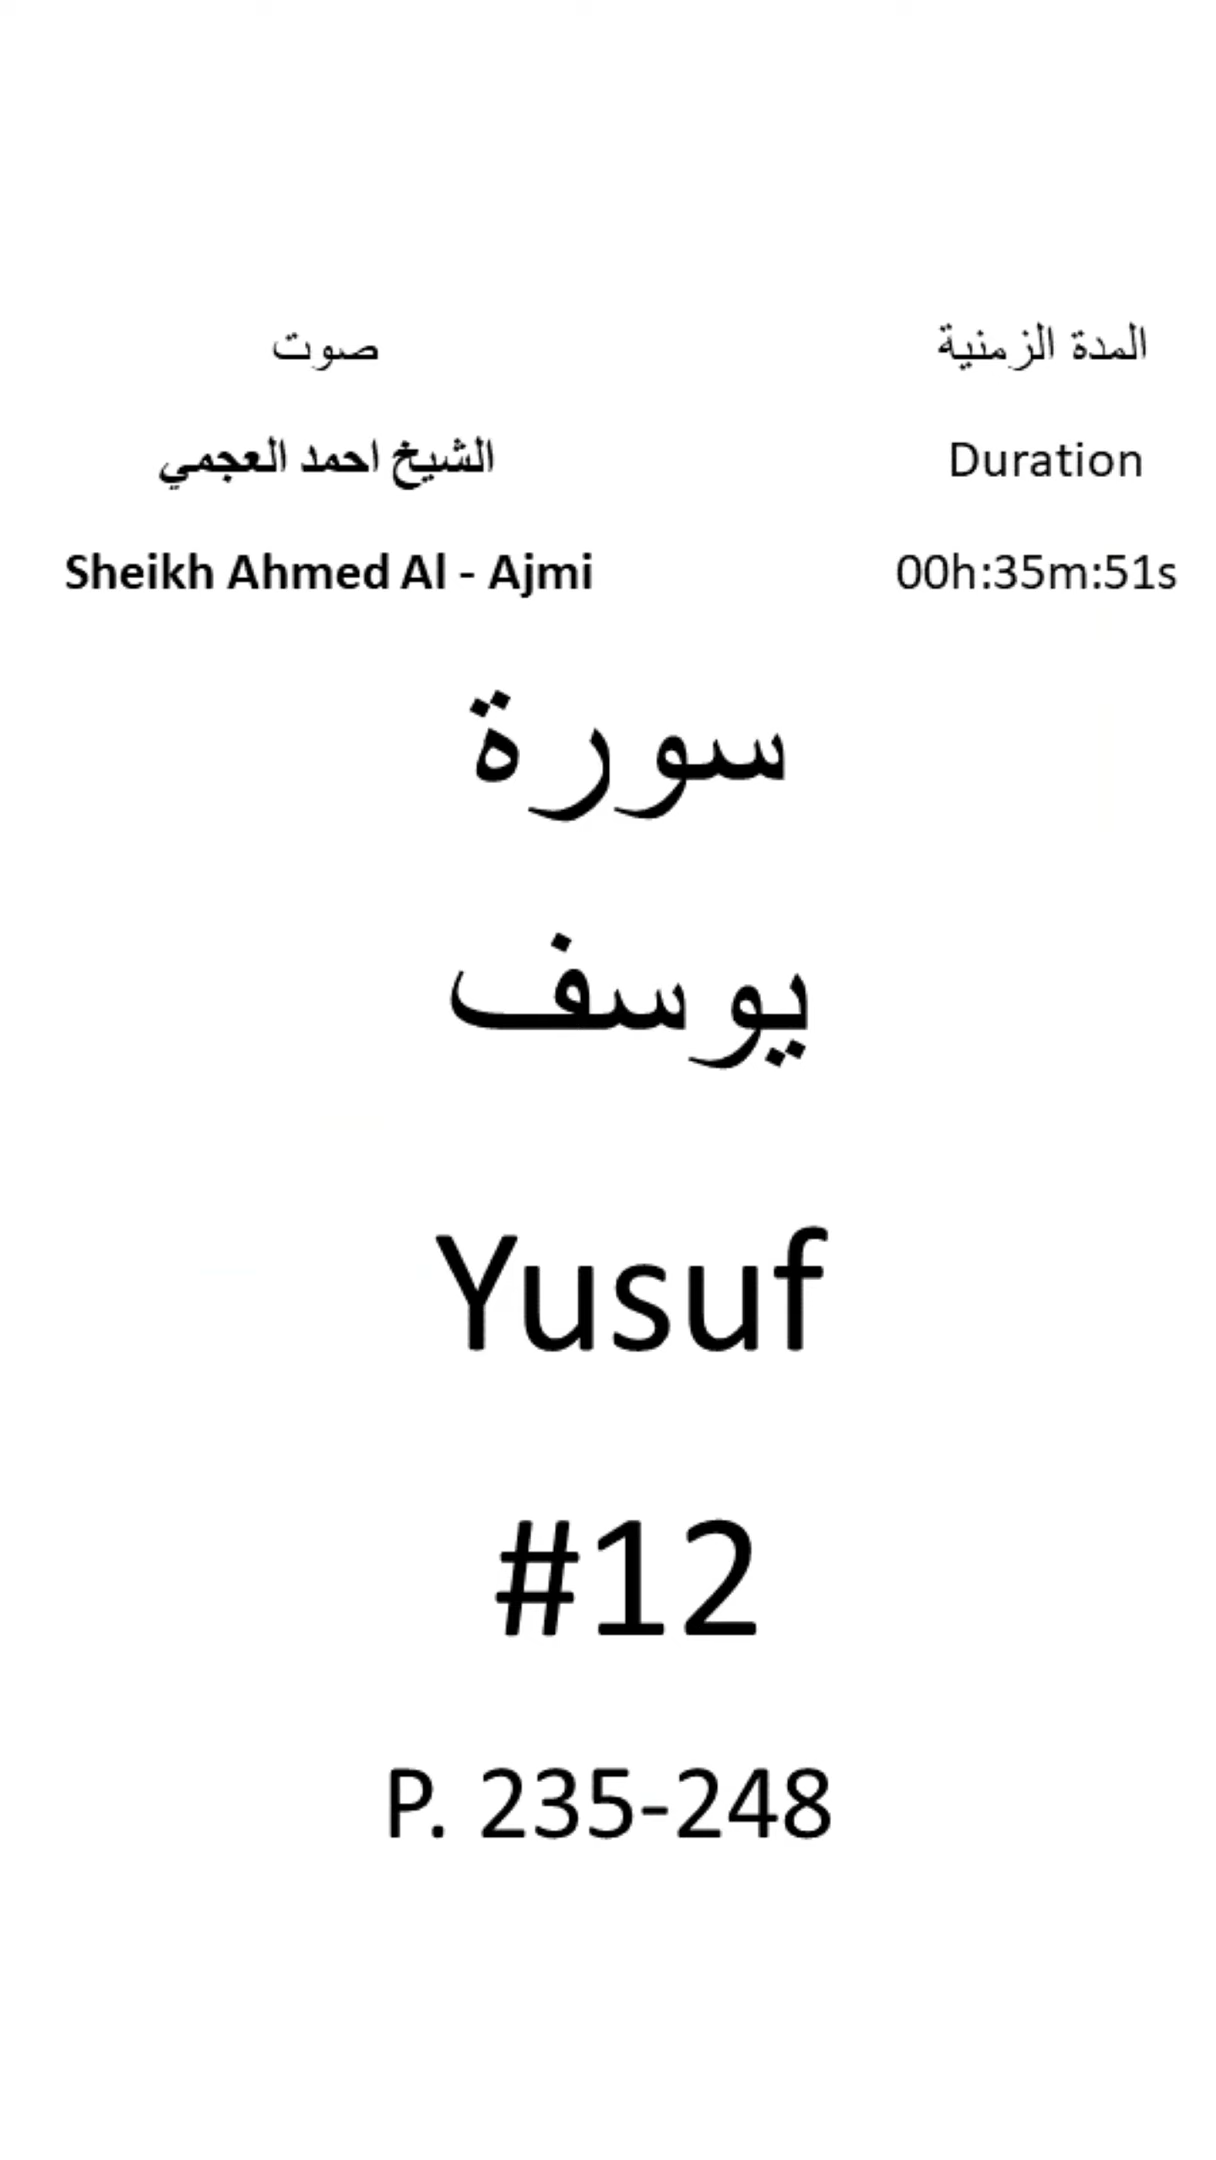 صوت
المدة الزمنية
الشيخ احمد العجمي
Duration
Sheikh Ahmed Al - Ajmi
00h:35m:51s
سورة
يوسف
Yusuf
#12
P. 235-248